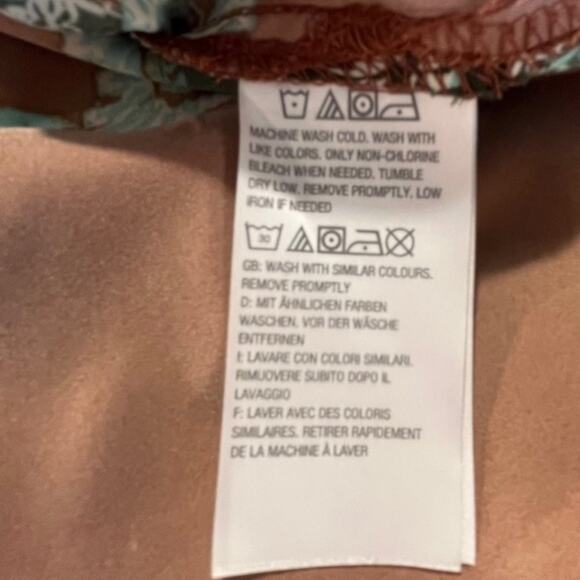 MACHINE WASH COLD. WASH WITH
LIKE COLORS. ONLY NON-CHLORINE
BLEACH WHEN NEEDED. TUMBLE
DRY LOW. REMOVE PROMPTLY. LOW
IRON IF NEEDED
30
GB: WASH WITH SIMILAR COLOURS.
REMOVE PROMPTLY
D: MIT ÄHNLICHEN FARBEN
WASCHEN. VOR DER WÄSCHE
ENTFERNEN
I: LAVARE CON COLORI SIMILARI.
RIMUOVERE SUBITO DOPO IL
LAVAGGIO
F: LAVER AVEC DES COLORIS
SIMILAIRES. RETIRER RAPIDEMENT
DE LA MACHINE À LAVER